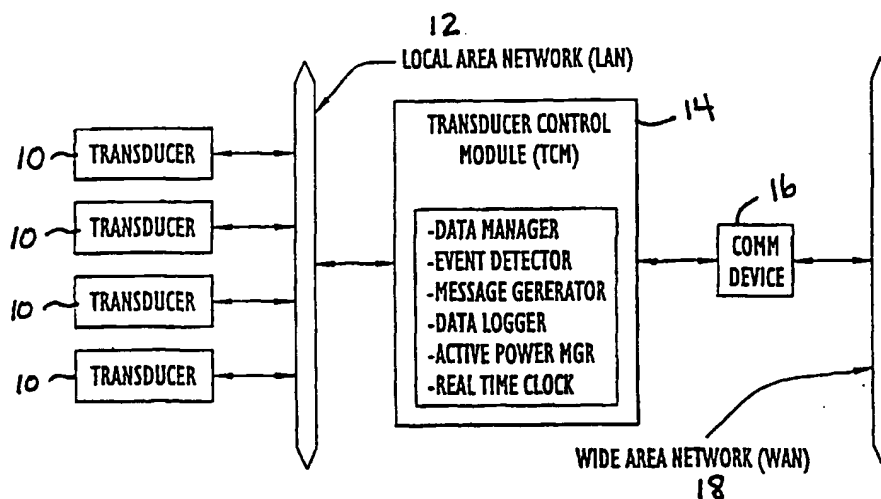 12
LOCAL AREA NETWORK (LAN)
10
TRANSDUCER
10
TRANSDUCER
10
TRANSDUCER
10
TRANSDUCER
14
TRANSDUCER CONTROL
MODULE (TCM)
-DATA MANAGER
-EVENT DETECTOR
-MESSAGE GERERATOR
-DATA LOGGER
-ACTIVE POWER MGR
-REAL TIME CLOCK
16
COMM
DEVICE
WIDE AREA NETWORK (WAN)
18